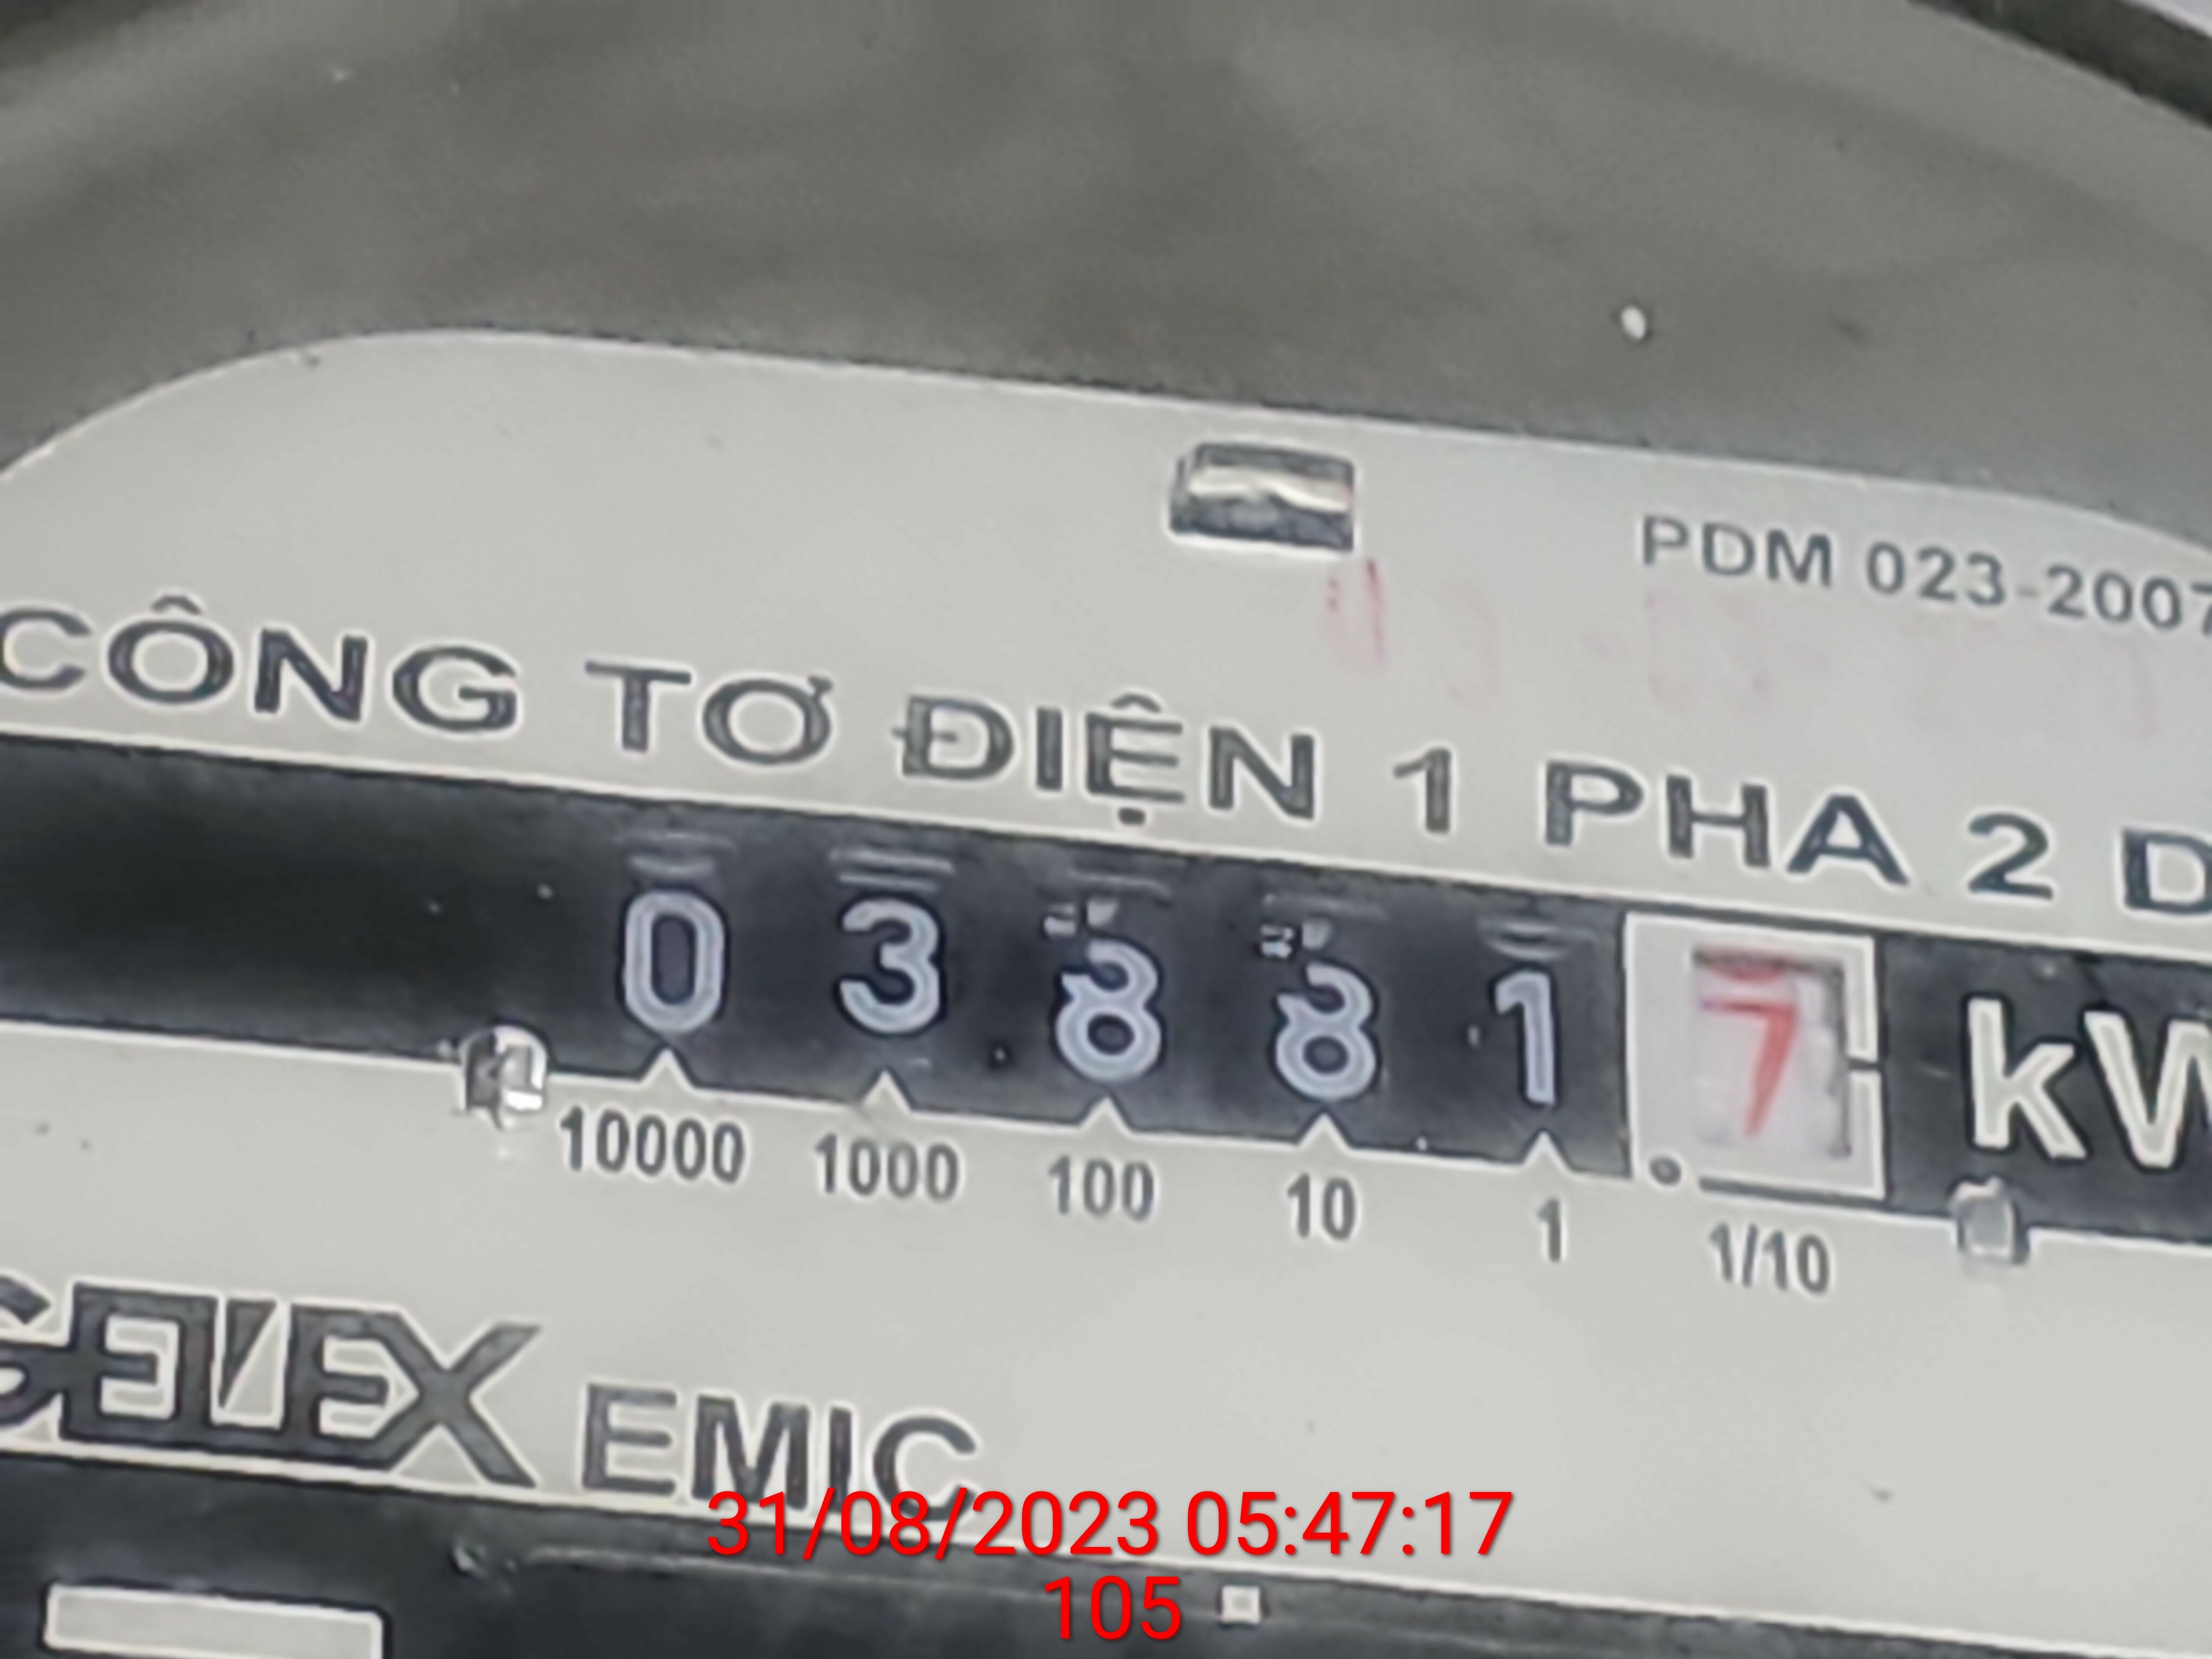 PDM 023-2007
CÔNG TƠ ĐIỆN 1 PHA 2 D
0 3 8 8 1 7 kW
10000 1000 100 10 1 1/10
GELEX EMIC
31/08/2023 05:47:17
105